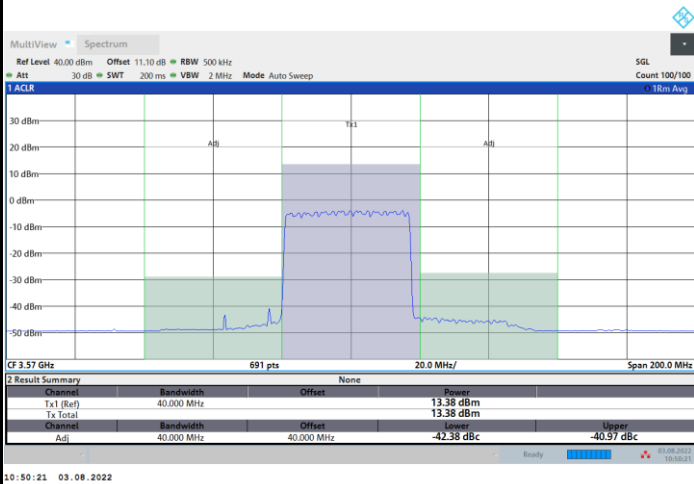 MultiView Spectrum
Ref Level 40.00 dBm Offset 11.10 dB RBW 500 kHz SGL
Att 30 dB SWT 200 ms VBW 2 MHz Mode Auto Sweep Count 100/100
1 ACLR 1Rm Avg
Tx1
Adj Adj
30 dBm
20 dBm
10 dBm
0 dBm
-10 dBm
-20 dBm
-30 dBm
-40 dBm
-50 dBm
CF 3.57 GHz 691 pts 20.0 MHz/ Span 200.0 MHz
2 Result Summary None
Channel Bandwidth Offset Power
Tx1 (Ref) 40.000 MHz 13.38 dBm
Tx Total 13.38 dBm
Channel Bandwidth Offset Lower Upper
Adj 40.000 MHz 40.000 MHz -42.38 dBc -40.97 dBc
Ready 03.08.2022
10:50:21
10:50:21 03.08.2022